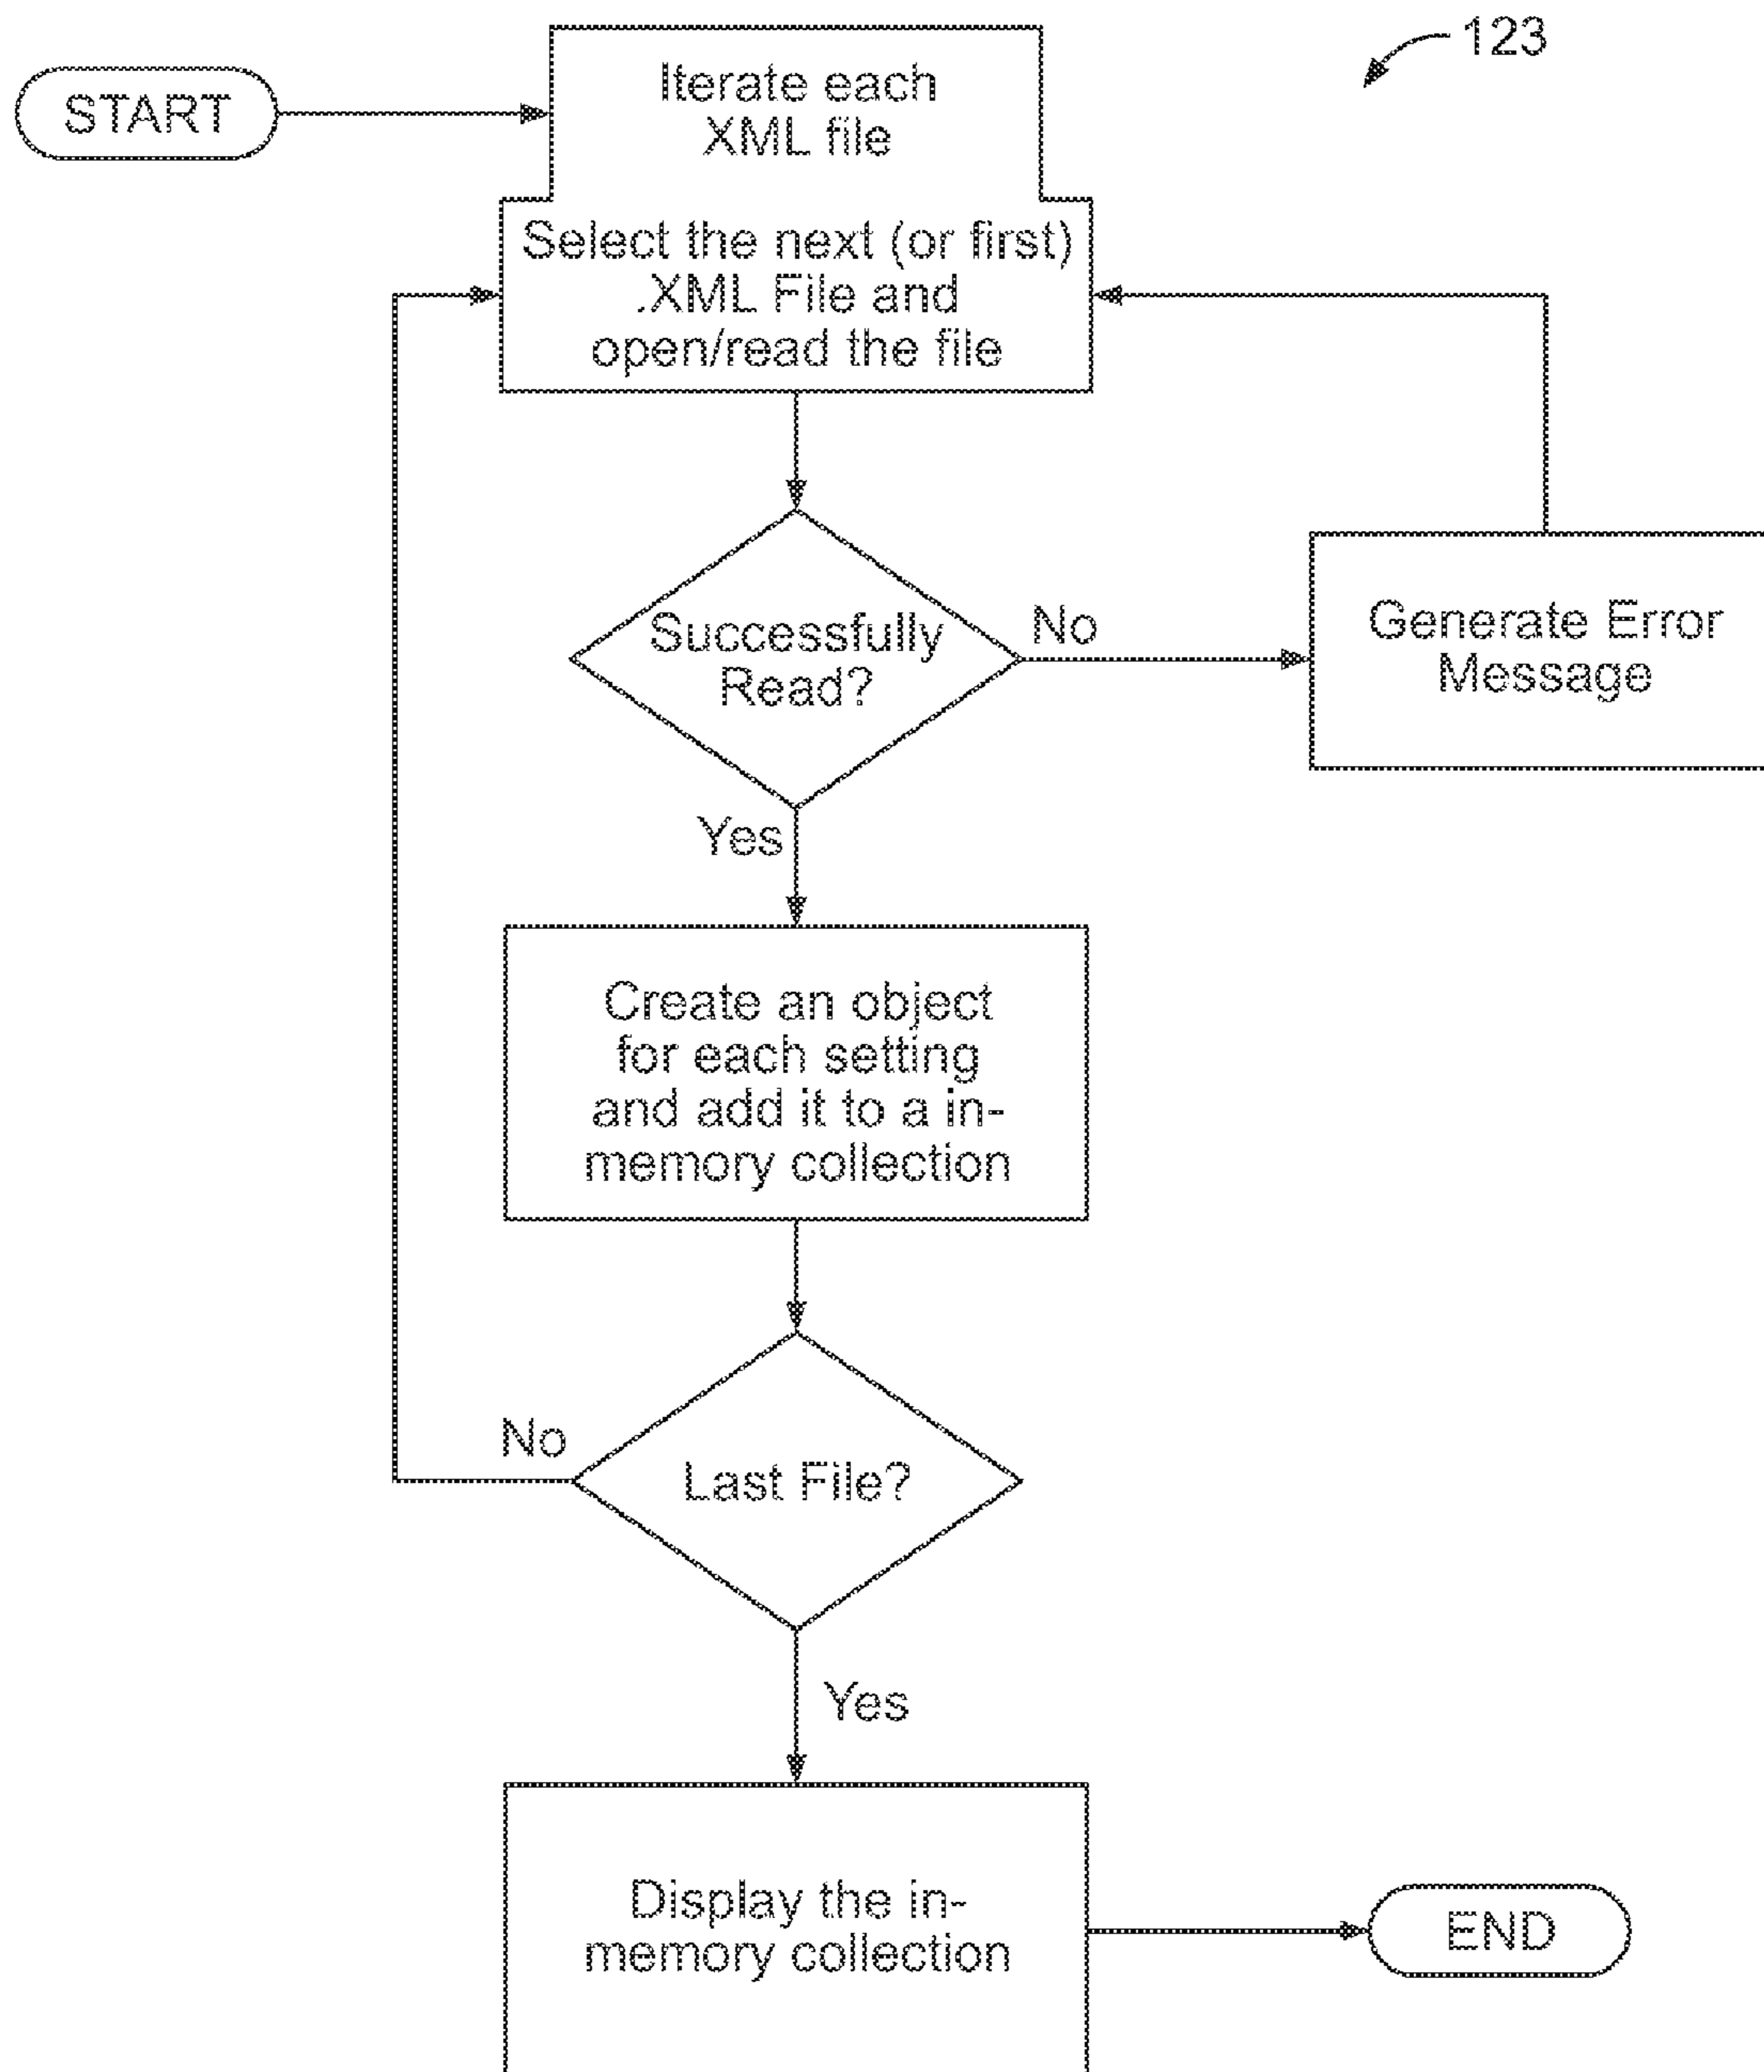 123
START
Iterate each
XML file
Select the next (or first)
.XML File and
open/read the file
Successfully
Read?
No
Generate Error
Message
Yes
Create an object
for each setting
and add it to a in-
memory collection
No
Last File?
Yes
Display the in-
memory collection
END